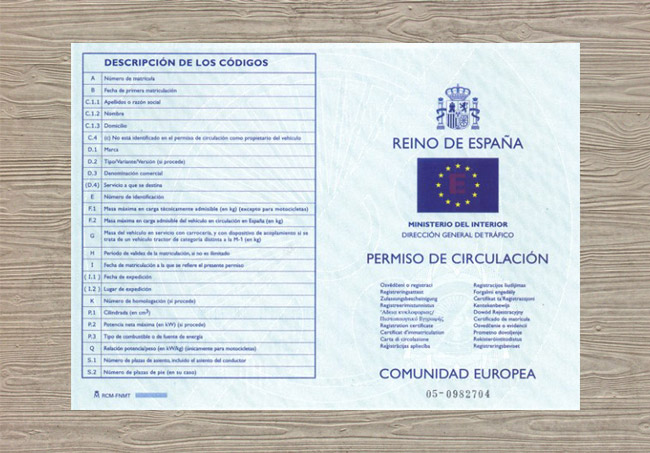 DESCRIPCIÓN DE LOS CÓDIGOS
A Número de matrícula
B Fecha de primera matriculación
C.1.1 Apellidos o razón social
C.1.2 Nombre
C.1.3 Domicilio
C.4 (c) No está identificado en el permiso de circulación como propietario del vehículo
D.1 Marca
D.2 Tipo/Variante/Versión (si procede)
D.3 Denominación comercial
(D.4) Servicio a que se destina
E Número de identificación
F.1 Masa máxima en carga técnicamente admisible (en kg) (excepto para motocicletas)
F.2 Masa máxima en carga admisible del vehículo en circulación en España (en kg)
G Masa del vehículo en servicio con carrocería, y con dispositivo de acoplamiento si se
trata de un vehículo tractor de categoría distinta a la M-1 (en kg)
H Período de validez de la matriculación, si no es ilimitado
I Fecha de matriculación a la que se refiere el presente permiso
( I.1 ) Fecha de expedición
( I.2 ) Lugar de expedición
K Número de homologación (si procede)
P.1 Cilindrada (en cm³)
P.2 Potencia neta máxima (en kW) (si procede)
P.3 Tipo de combustible o de fuente de energía
Q Relación potencia/peso (en kW/kg) (únicamente para motocicletas)
S.1 Número de plazas de asiento, incluido el asiento del conductor
S.2 Número de plazas de pie (en su caso)
RCM-FNMT
REINO DE ESPAÑA
E
MINISTERIO DEL INTERIOR
DIRECCIÓN GENERAL DE TRÁFICO
PERMISO DE CIRCULACIÓN
Osvědčení o registraci
Registreringsattest
Zulassungsbescheinigung
Registreerimistunnistus
Άδεια κυκλοφορίας/
Πιστοποιητικό Εγγραφής
Registration certificate
Certificat d'immatriculation
Carta di circolazione
Reģistrācijas apliecība
Registracijos liudijimas
Forgalmi engedély
Ċertifikat ta'Reġistrazzjoni
Kentekenbewijs
Dowód Rejestracyjny
Certificado de matrícula
Osvedčenie o evidencii
Prometno dovoljenje
Rekisteröintitodistus
Registreringsbeviset
COMUNIDAD EUROPEA
05-0982704